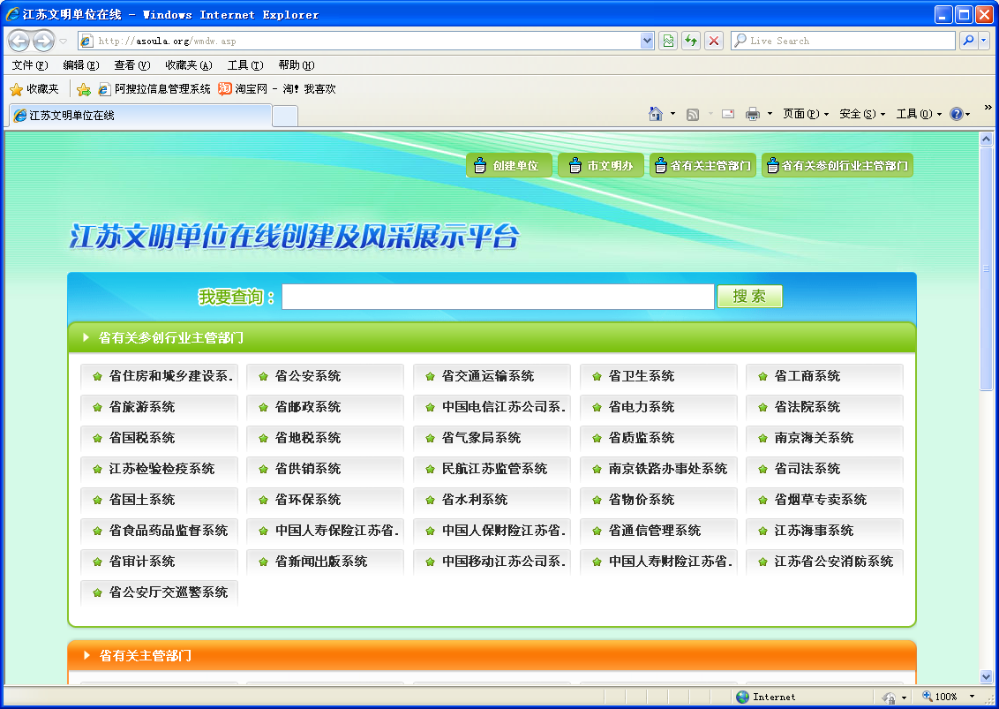 江苏文明单位在线 - Windows Internet Explorer
http://asoula.org/wmdw.asp
Live Search
文件(F) 编辑(E) 查看(V) 收藏夹(A) 工具(T) 帮助(H)
收藏夹 阿搜拉信息管理系统 淘 淘宝网 - 淘! 我喜欢
江苏文明单位在线 页面(P) 安全(S) 工具(O) »
创建单位 市文明办 省有关主管部门 省有关参创行业主管部门
江苏文明单位在线创建及风采展示平台
我要查询: 搜 索
省有关参创行业主管部门
省住房和城乡建设系. 省公安系统 省交通运输系统 省卫生系统 省工商系统
省旅游系统 省邮政系统 中国电信江苏公司系. 省电力系统 省法院系统
省国税系统 省地税系统 省气象局系统 省质监系统 南京海关系统
江苏检验检疫系统 省供销系统 民航江苏监管系统 南京铁路办事处系统 省司法系统
省国土系统 省环保系统 省水利系统 省物价系统 省烟草专卖系统
省食品药品监督系统 中国人寿保险江苏省. 中国人保财险江苏省. 省通信管理系统 江苏海事系统
省审计系统 省新闻出版系统 中国移动江苏公司系. 中国人寿财险江苏省. 江苏省公安消防系统
省公安厅交巡警系统
省有关主管部门
Internet 100%